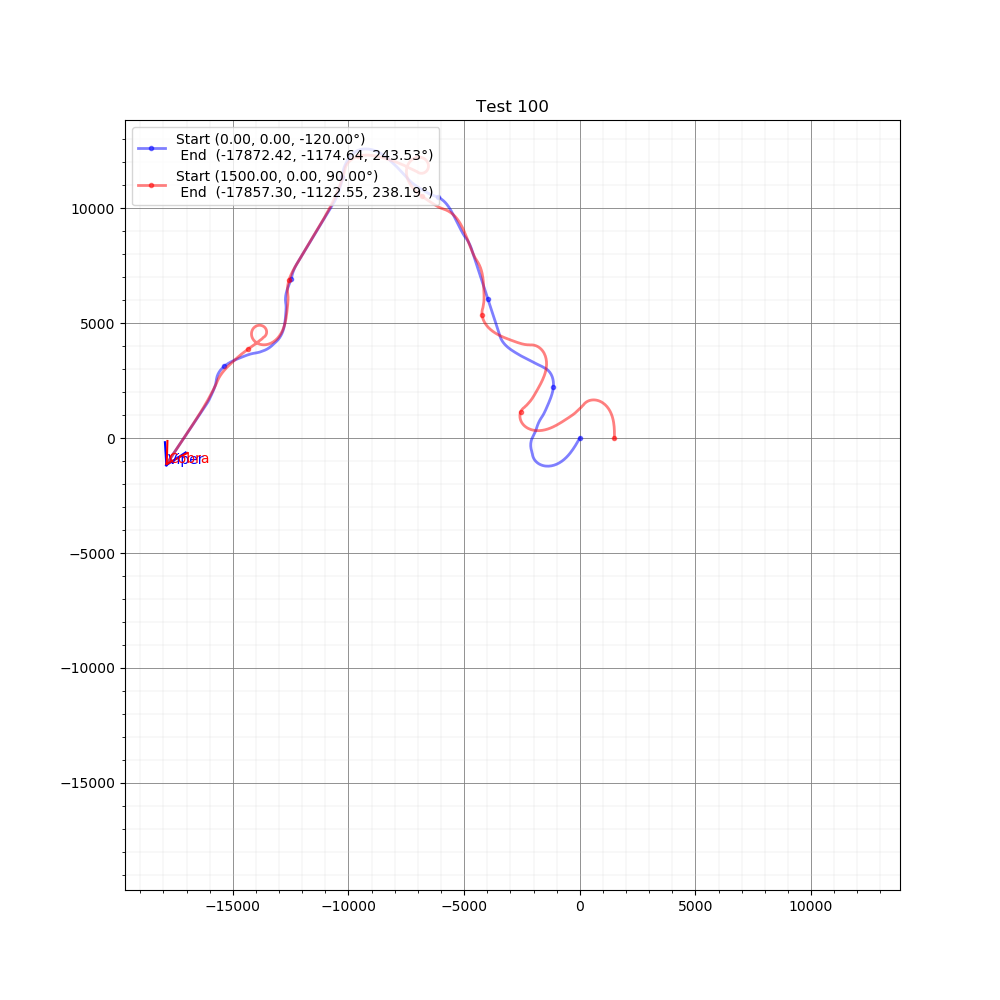 Test 100
Start (0.00, 0.00, -120.00°)
End (-17872.42, -1174.64, 243.53°)
Start (1500.00, 0.00, 90.00°)
End (-17857.30, -1122.55, 238.19°)
10000
5000
0
−5000
−10000
−15000
−15000 −10000 −5000 0 5000 10000